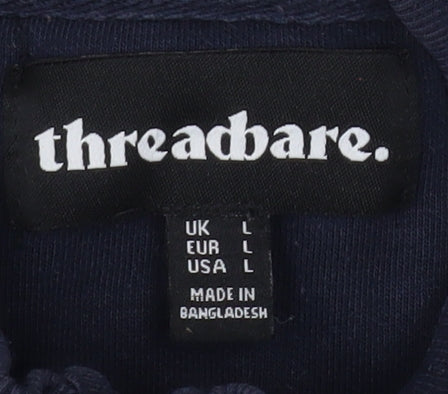 threadbare.
UK L
EUR L
USA L
MADE IN
BANGLADESH